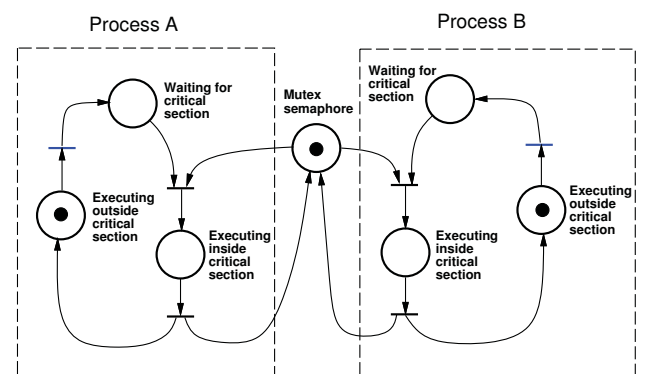 Process A
Process B
Waiting for
critical
section
Mutex
semaphore
Waiting for
critical
section
Executing
outside
critical
section
Executing
inside
critical
section
Executing
inside
critical
section
Executing
outside
critical
section